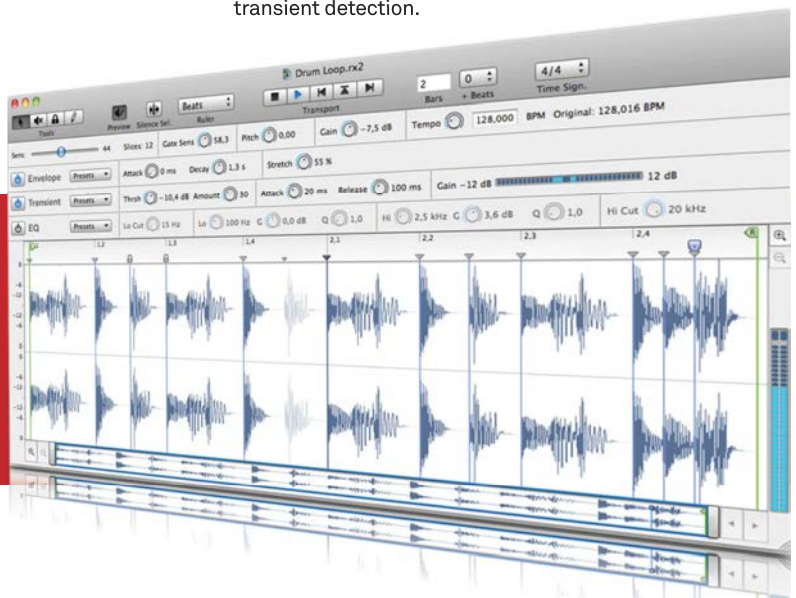 transient detection.
Drum Loop.rx2
Tools
Preview
Silence Sel.
Beats
Ruler
Transport
2
Bars
0
+ Beats
4/4
Time Sign.
Sens: 44 Slices: 12 Gate Sens 58,3 Pitch 0,00 Gain -7,5 dB Tempo 128,000 BPM Original: 128,016 BPM
Envelope Presets Attack 0 ms Decay 1,3 s Stretch 55 %
Transient Presets Thrsh -10,4 dB Amount 30 Attack 20 ms Release 100 ms Gain -12 dB 12 dB
EQ Presets Lo Cut 15 Hz Lo 100 Hz G 0,0 dB Q 1,0 Hi 2,5 kHz G 3,6 dB Q 1,0 Hi Cut 20 kHz
1,2 1,3 1,4 2,1 2,2 2,3 2,4